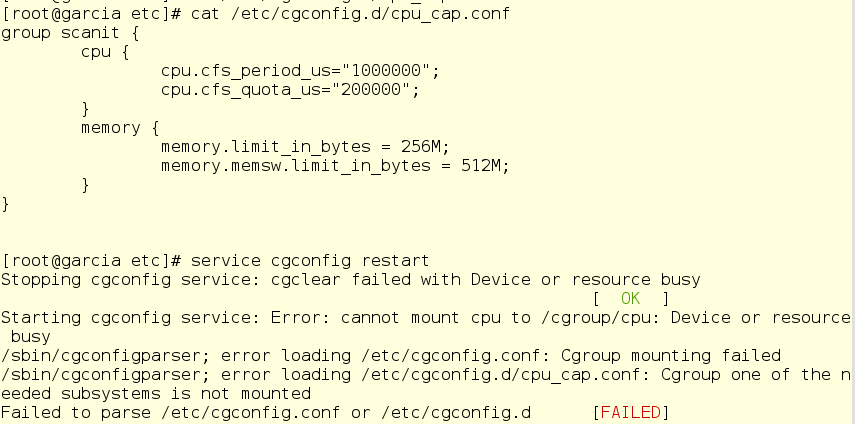 [root@garcia etc]# cat /etc/cgconfig.d/cpu_cap.conf
group scanit {
        cpu {
                cpu.cfs_period_us="1000000";
                cpu.cfs_quota_us="200000";
        }
        memory {
                memory.limit_in_bytes = 256M;
                memory.memsw.limit_in_bytes = 512M;
        }
}
[root@garcia etc]# service cgconfig restart
Stopping cgconfig service: cgclear failed with Device or resource busy
                                                           [  OK  ]
Starting cgconfig service: Error: cannot mount cpu to /cgroup/cpu: Device or resource
 busy
/sbin/cgconfigparser; error loading /etc/cgconfig.conf: Cgroup mounting failed
/sbin/cgconfigparser; error loading /etc/cgconfig.d/cpu_cap.conf: Cgroup one of the n
eeded subsystems is not mounted
Failed to parse /etc/cgconfig.conf or /etc/cgconfig.d      [FAILED]